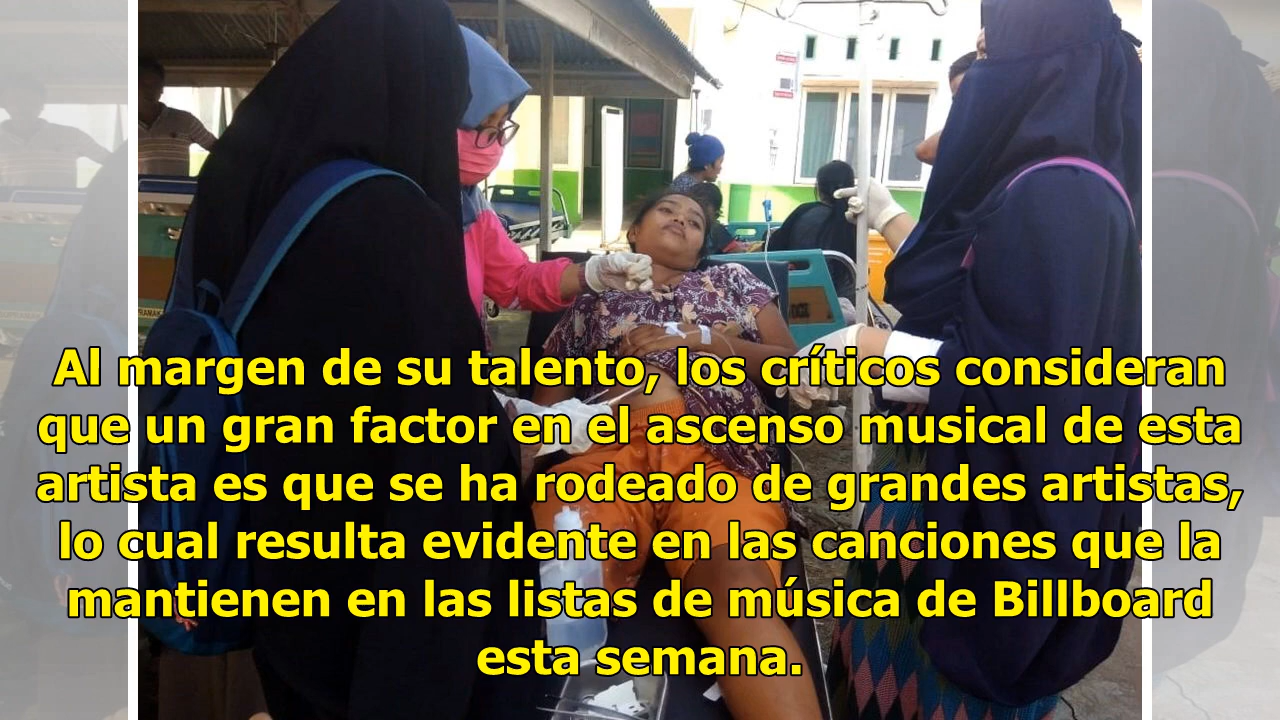 Al margen de su talento, los críticos consideran
que un gran factor en el ascenso musical de esta
artista es que se ha rodeado de grandes artistas,
lo cual resulta evidente en las canciones que la
mantienen en las listas de música de Billboard
esta semana.